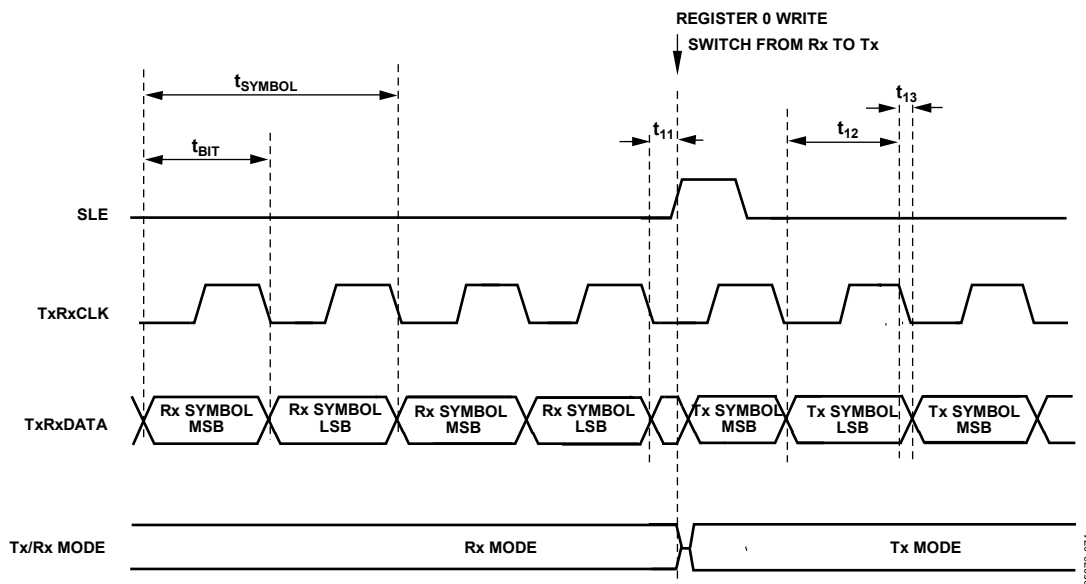 REGISTER 0 WRITE
SWITCH FROM Rx TO Tx
tSYMBOL
t13
t11
t12
tBIT
SLE
TxRxCLK
TxRxDATA
Rx SYMBOL MSB
Rx SYMBOL LSB
Rx SYMBOL MSB
Rx SYMBOL LSB
Tx SYMBOL MSB
Tx SYMBOL LSB
Tx SYMBOL MSB
Tx/Rx MODE
Rx MODE
Tx MODE